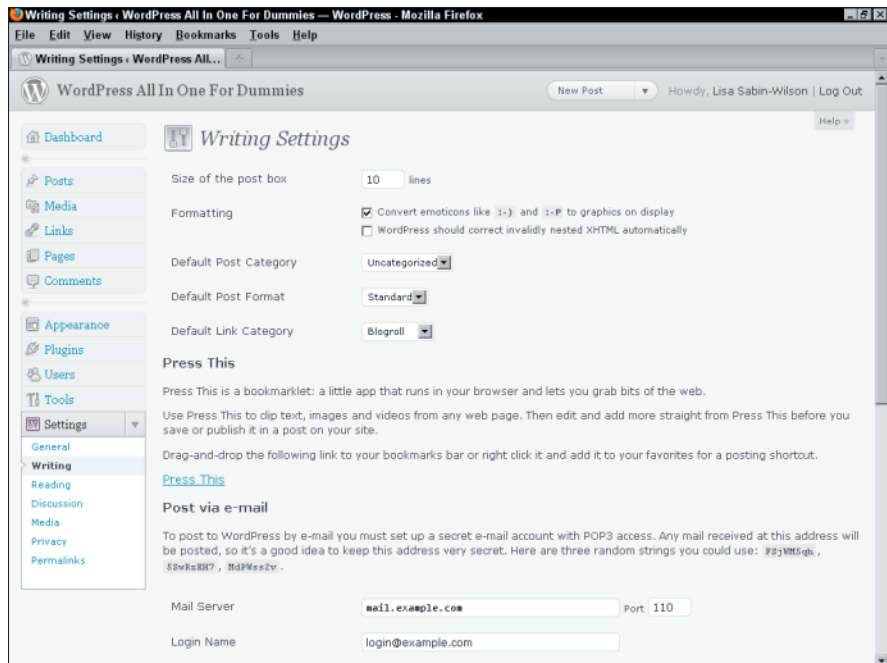 Writing Settings ‹ WordPress All In One For Dummies — WordPress - Mozilla Firefox
File Edit View History Bookmarks Tools Help
Writing Settings ‹ WordPress All...
WordPress All In One For Dummies
New Post
Howdy, Lisa Sabin-Wilson | Log Out
Help
Dashboard
Posts
Media
Links
Pages
Comments
Appearance
Plugins
Users
Tools
Settings
General
Writing
Reading
Discussion
Media
Privacy
Permalinks
Writing Settings
Size of the post box 10 lines
Formatting Convert emoticons like :-) and :-P to graphics on display
WordPress should correct invalidly nested XHTML automatically
Default Post Category Uncategorized
Default Post Format Standard
Default Link Category Blogroll
Press This
Press This is a bookmarklet: a little app that runs in your browser and lets you grab bits of the web.
Use Press This to clip text, images and videos from any web page. Then edit and add more straight from Press This before you
save or publish it in a post on your site.
Drag-and-drop the following link to your bookmarks bar or right click it and add it to your favorites for a posting shortcut.
Press This
Post via e-mail
To post to WordPress by e-mail you must set up a secret e-mail account with POP3 access. Any mail received at this address will
be posted, so it's a good idea to keep this address very secret. Here are three random strings you could use: ,
, .
Mail Server mail.example.com Port 110
Login Name login@example.com